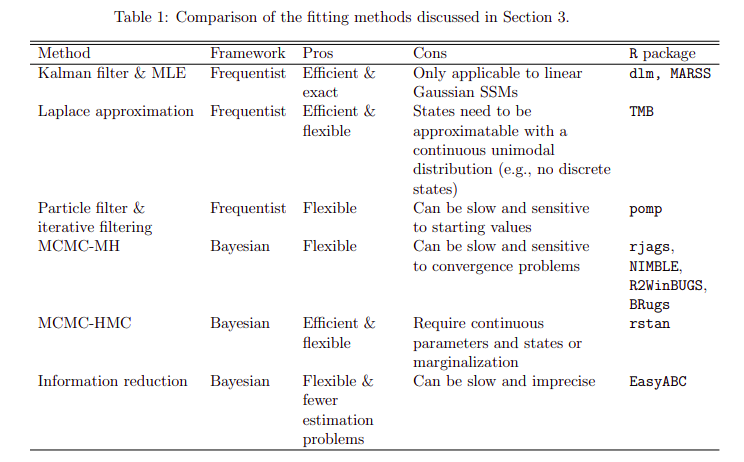 Table 1: Comparison of the fitting methods discussed in Section 3.
Method Framework Pros Cons R package
Kalman filter & MLE Frequentist Efficient & Only applicable to linear dlm, MARSS
exact Gaussian SSMs
Laplace approximation Frequentist Efficient & States need to be TMB
flexible approximatable with a
continuous unimodal
distribution (e.g., no discrete
states)
Particle filter & Frequentist Flexible Can be slow and sensitive pomp
iterative filtering to starting values
MCMC-MH Bayesian Flexible Can be slow and sensitive rjags,
to convergence problems NIMBLE,
R2WinBUGS,
BRugs
MCMC-HMC Bayesian Efficient & Require continuous rstan
flexible parameters and states or
marginalization
Information reduction Bayesian Flexible & Can be slow and imprecise EasyABC
fewer
estimation
problems